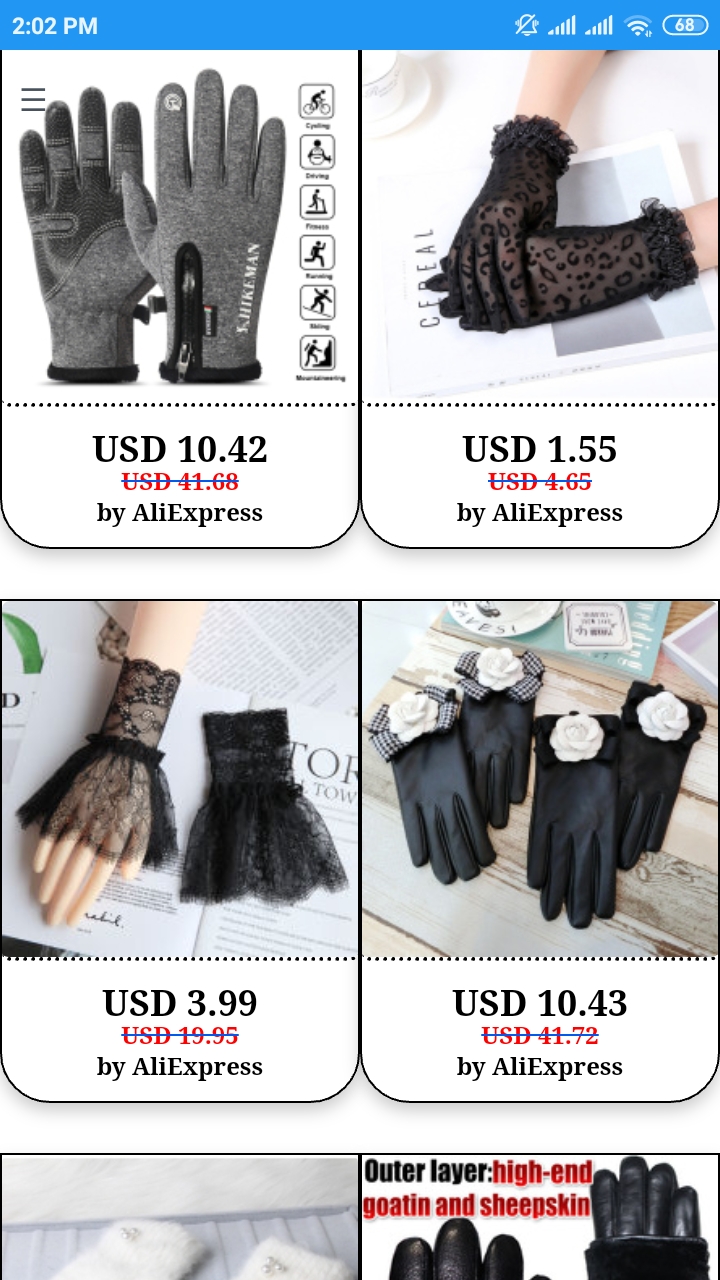 2:02 PM
68
Cycling
Driving
Fitness
Running
Skiing
Mountaineering
CEREAL
USD 10.42
USD 41.68
by AliExpress
USD 1.55
USD 4.65
by AliExpress
USD 3.99
USD 19.95
by AliExpress
USD 10.43
USD 41.72
by AliExpress
Outer layer:high-end
goatin and sheepskin